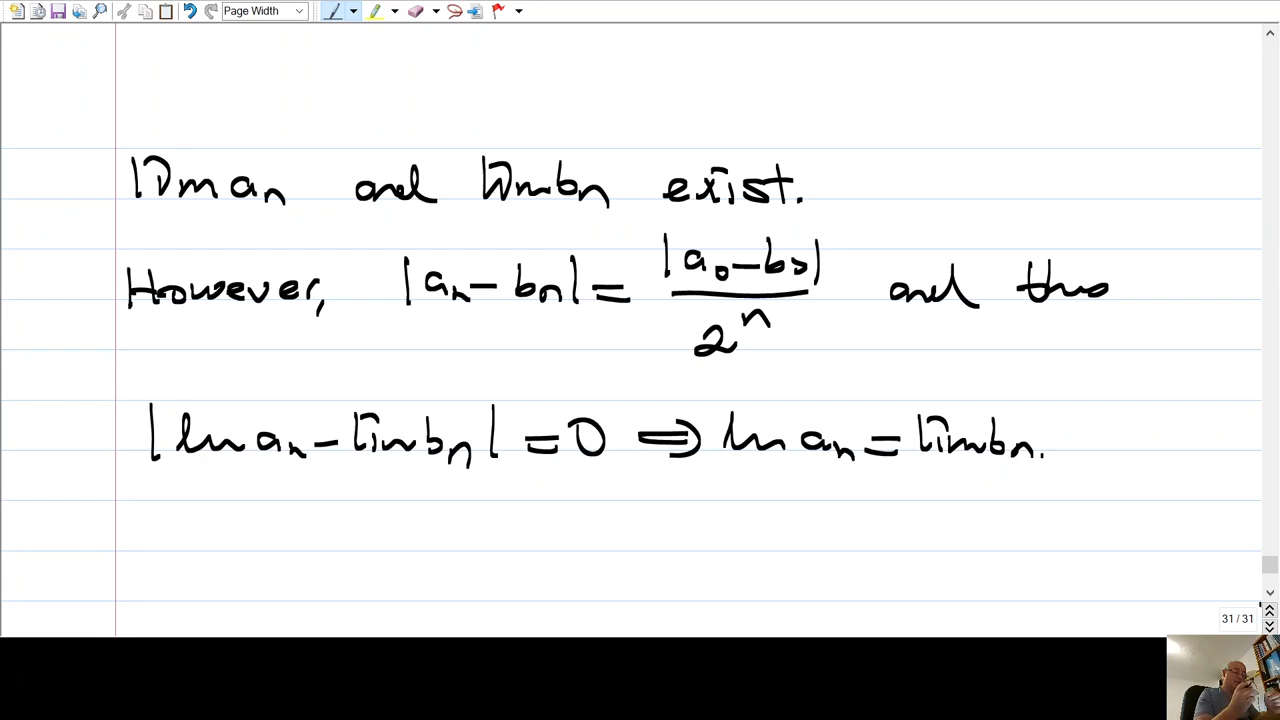 Page Width
lim aₙ and lim bₙ exist.
However, |aₙ - bₙ| = |a₀ - b₀| / 2ⁿ and thus
|lim aₙ - lim bₙ| = 0 ⟹ lim aₙ = lim bₙ.
31 / 31